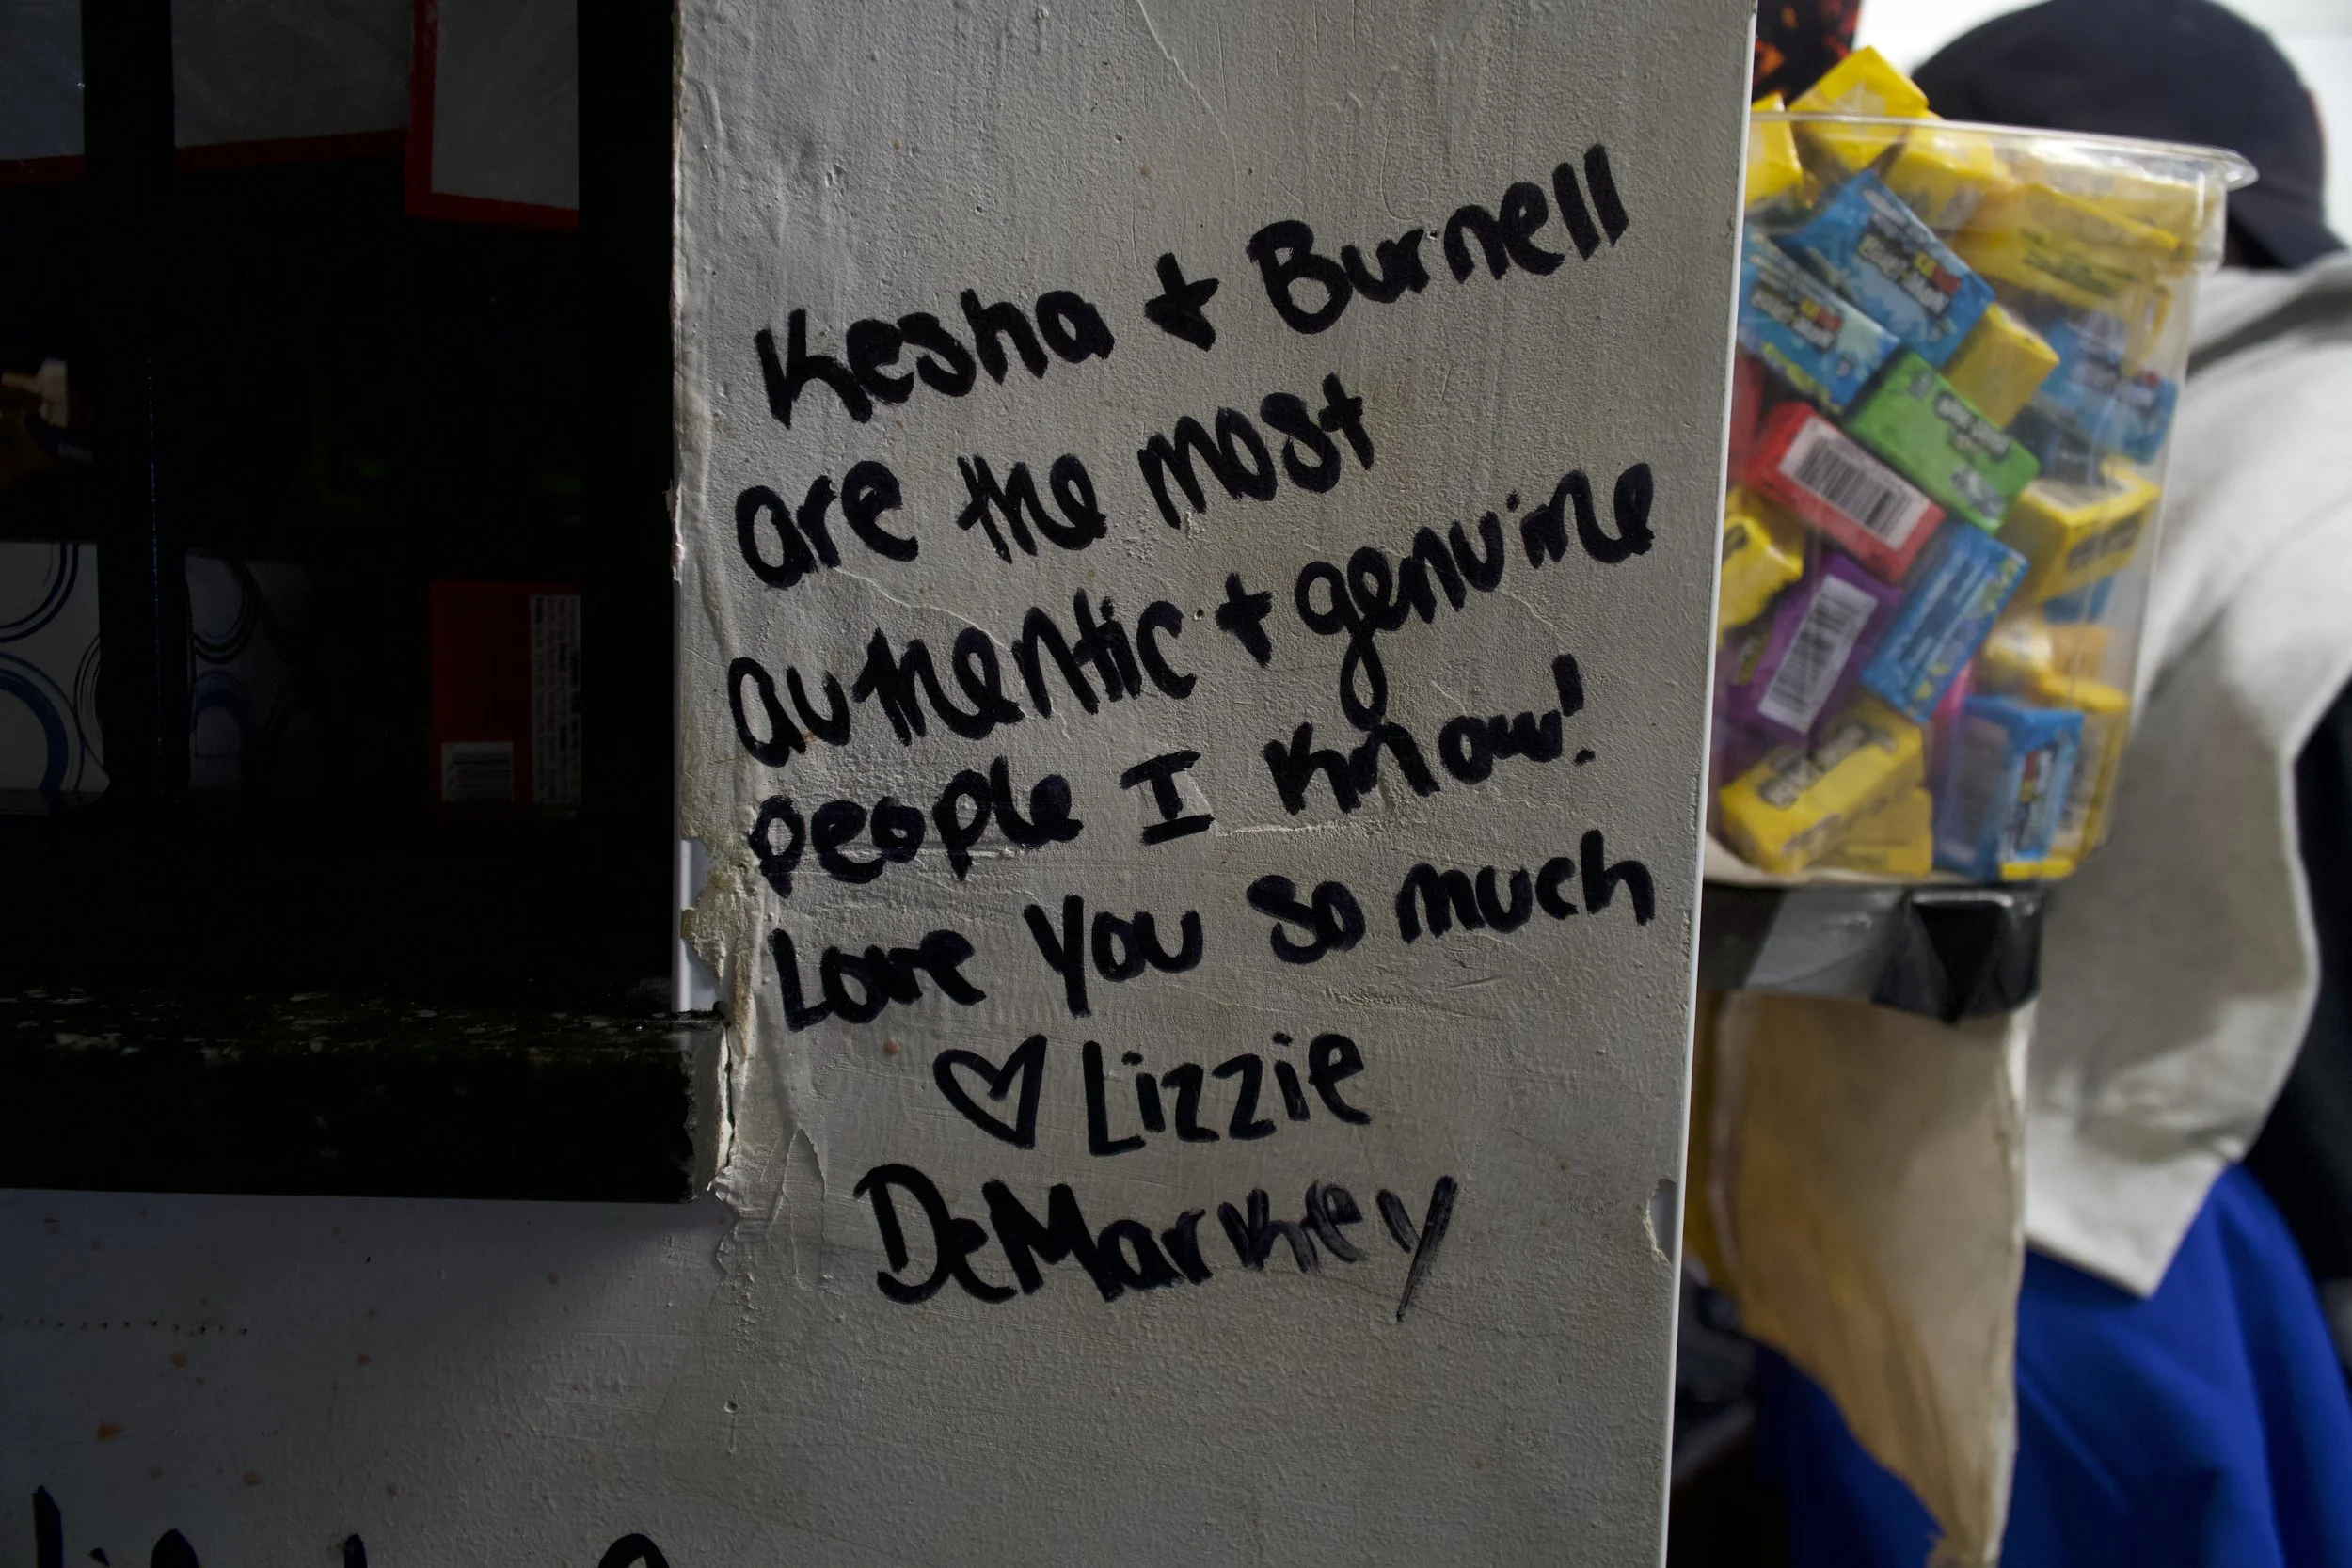 Kesha + Burnell
are the most
authentic + genuine
people I know!
Love you so much
♡ Lizzie
DeMarkey